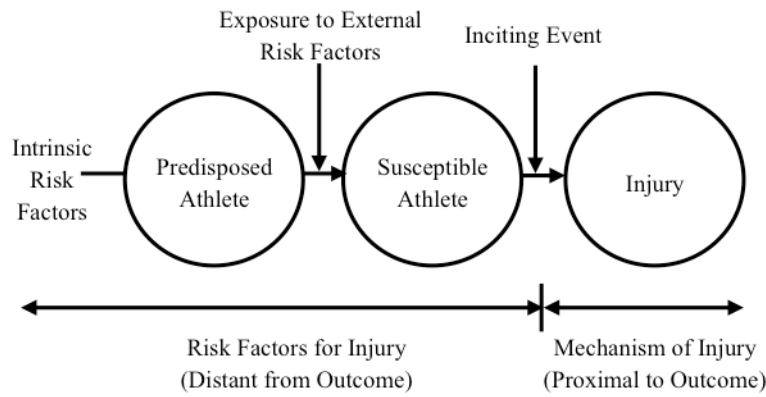 Exposure to External
Risk Factors
Inciting Event
Intrinsic
Risk
Factors
Predisposed
Athlete
Susceptible
Athlete
Injury
Risk Factors for Injury
(Distant from Outcome)
Mechanism of Injury
(Proximal to Outcome)